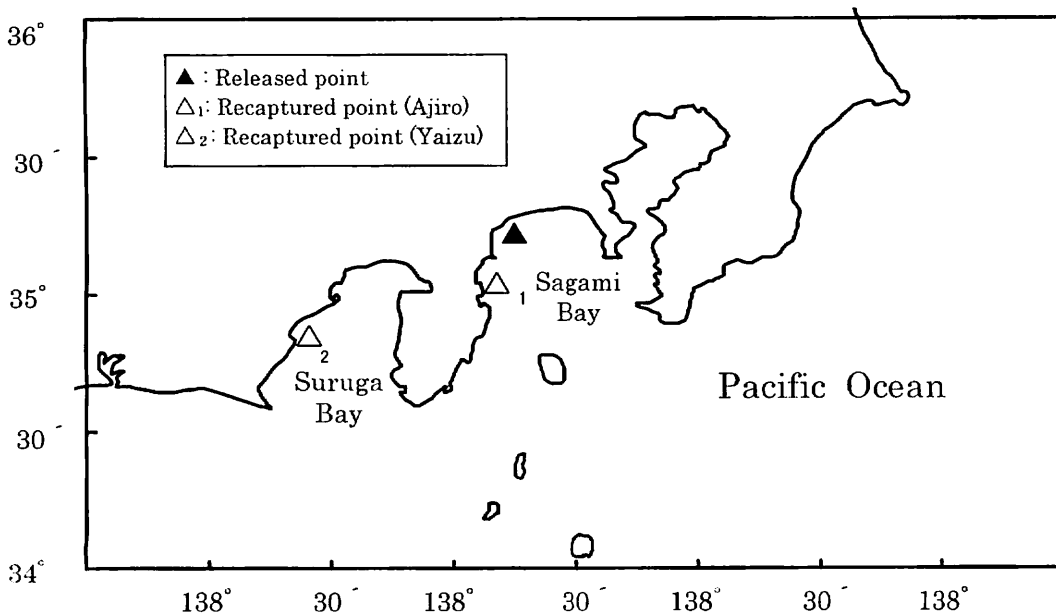 36°
▲ : Released point
△1: Recaptured point (Ajiro)
△2: Recaptured point (Yaizu)
30′
35°
1
Sagami
Bay
2
Suruga
Bay
Pacific Ocean
30′
34°
138° 30′ 138° 30′ 138° 30′ 138°